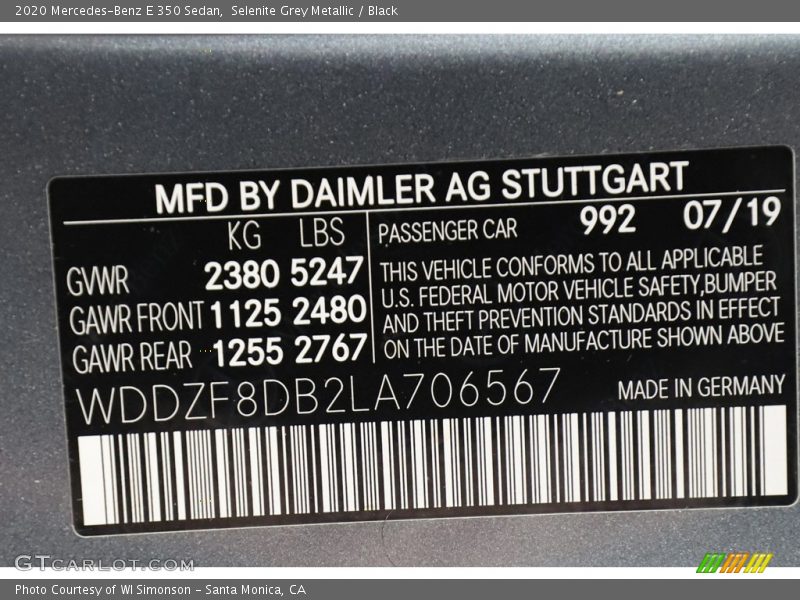 2020 Mercedes-Benz E 350 Sedan,  Selenite Grey Metallic / Black
MFD BY DAIMLER AG STUTTGART
KG LBS
GVWR 2380 5247
GAWR FRONT 1125 2480
GAWR REAR 1255 2767
PASSENGER CAR 992 07/19
THIS VEHICLE CONFORMS TO ALL APPLICABLE
U.S. FEDERAL MOTOR VEHICLE SAFETY,BUMPER
AND THEFT PREVENTION STANDARDS IN EFFECT
ON THE DATE OF MANUFACTURE SHOWN ABOVE
WDDZF8DB2LA706567 MADE IN GERMANY
GTCARLOT.COM
Photo Courtesy of WI Simonson - Santa Monica, CA